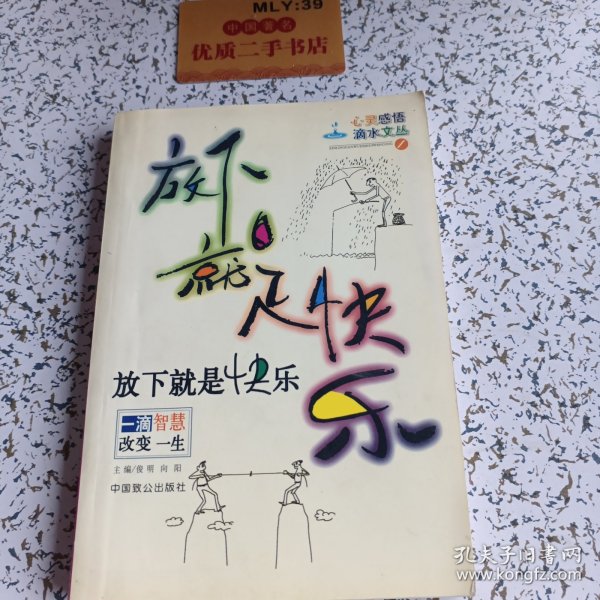 MLY:39
中国著名
优质二手书店
心灵感悟
滴水文丛
1
放下
就是快
乐
放下就是快乐
一滴智慧
改变一生
主编/俊明 向阳
中国致公出版社
孔夫子旧书网
www.kongfz.com